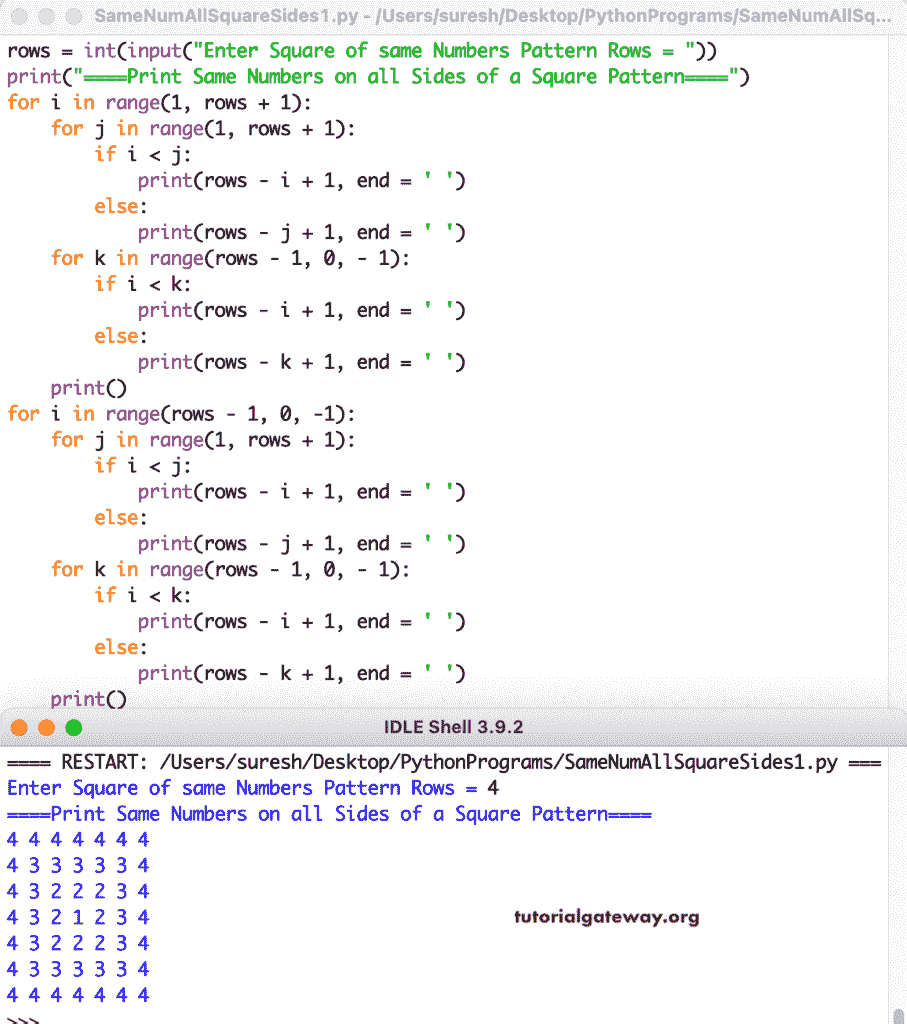 SameNumAllSquareSides1.py - /Users/suresh/Desktop/PythonPrograms/SameNumAllSq...
rows = int(input("Enter Square of same Numbers Pattern Rows = "))
print("====Print Same Numbers on all Sides of a Square Pattern====")
for i in range(1, rows + 1):
    for j in range(1, rows + 1):
        if i < j:
            print(rows - i + 1, end = ' ')
        else:
            print(rows - j + 1, end = ' ')
    for k in range(rows - 1, 0, - 1):
        if i < k:
            print(rows - i + 1, end = ' ')
        else:
            print(rows - k + 1, end = ' ')
    print()
for i in range(rows - 1, 0, -1):
    for j in range(1, rows + 1):
        if i < j:
            print(rows - i + 1, end = ' ')
        else:
            print(rows - j + 1, end = ' ')
    for k in range(rows - 1, 0, - 1):
        if i < k:
            print(rows - i + 1, end = ' ')
        else:
            print(rows - k + 1, end = ' ')
    print()
IDLE Shell 3.9.2
==== RESTART: /Users/suresh/Desktop/PythonPrograms/SameNumAllSquareSides1.py ===
Enter Square of same Numbers Pattern Rows = 4
====Print Same Numbers on all Sides of a Square Pattern====
4 4 4 4 4 4 4
4 3 3 3 3 3 4
4 3 2 2 2 3 4
4 3 2 1 2 3 4
tutorialgateway.org
4 3 2 2 2 3 4
4 3 3 3 3 3 4
4 4 4 4 4 4 4
>>>